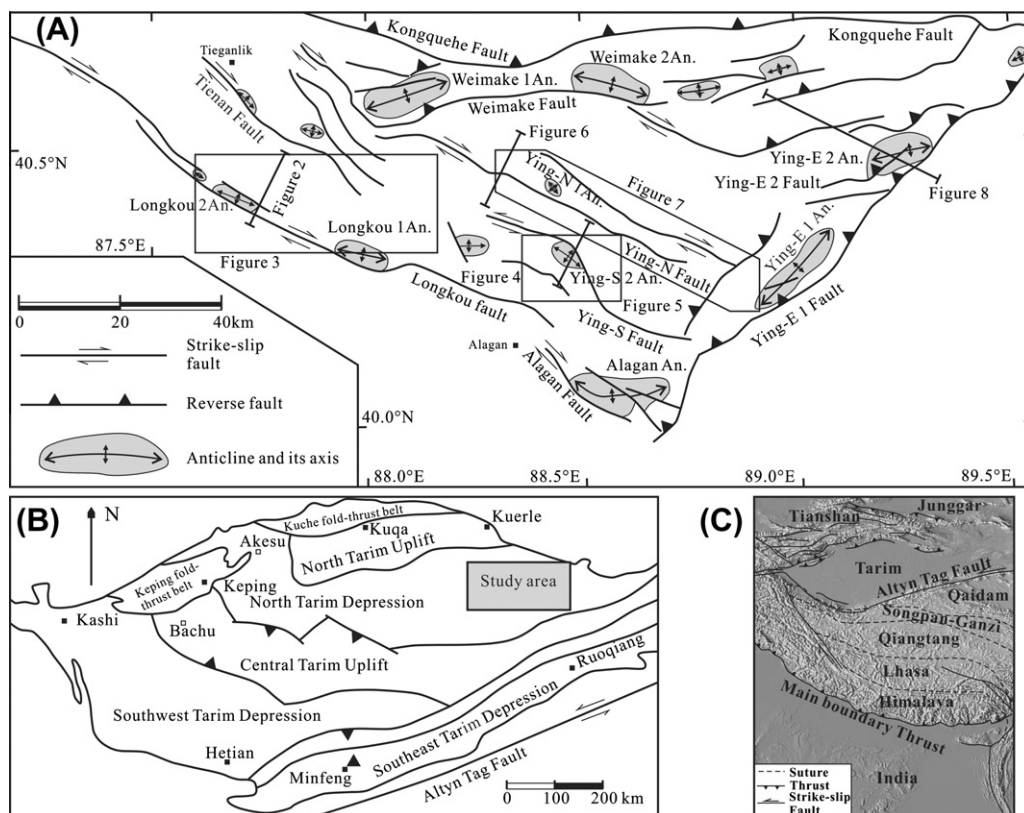 (A)
Kongquehe Fault
Kongquehe Fault
Tieganlik
Tienan Fault
Weimake 1An.
Weimake 2An.
Weimake Fault
40.5°N
Figure 2
Figure 6
Ying-N 1An.
Figure 7
Ying-E 2 An.
Ying-E 2 Fault
Figure 8
Longkou 2An.
Longkou 1An.
Ying-E 1 An.
87.5°E
Figure 3
Figure 4
Ying-S 2 An.
Ying-N Fault
Longkou fault
Figure 5
Ying-E 1 Fault
Ying-S Fault
0
20
40km
Strike-slip
fault
Alagan
Alagan Fault
Alagan An.
Reverse fault
40.0°N
Anticline and its axis
88.0°E
88.5°E
89.0°E
89.5°E
(B)
N
Kuche fold-thrust belt
Kuqa
Kuerle
Akesu
North Tarim Uplift
Keping fold-
thrust belt
Keping
Study area
North Tarim Depression
Kashi
Bachu
Central Tarim Uplift
Ruoqiang
Southwest Tarim Depression
Southeast Tarim Depression
Hetian
Minfeng
Altyn Tag Fault
0
100
200 km
(C)
Junggar
Tianshan
Tarim
Altyn Tag Fault
Qaidam
Songpan-Ganzi
Qiangtang
Lhasa
Himalaya
Main boundary Thrust
India
Suture
Thrust
Strike-slip
Fault